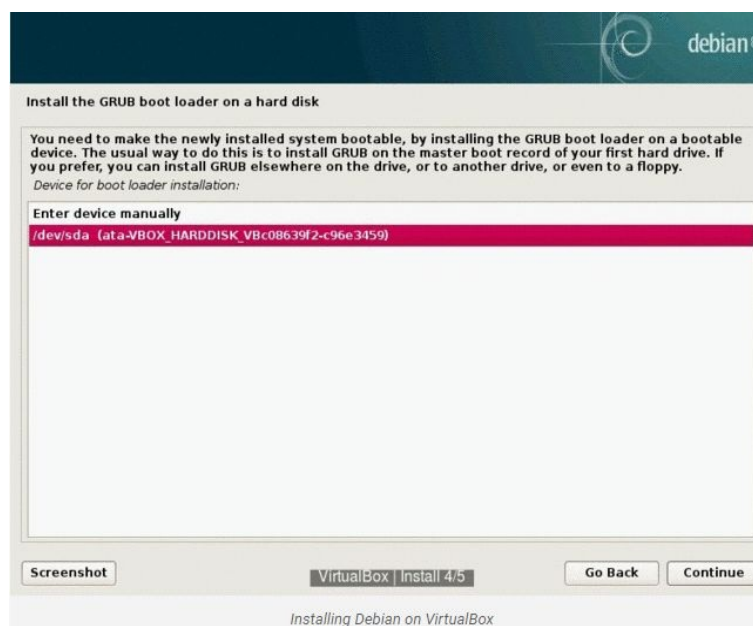 debian
Install the GRUB boot loader on a hard disk
You need to make the newly installed system bootable, by installing the GRUB boot loader on a bootable
device. The usual way to do this is to install GRUB on the master boot record of your first hard drive. If
you prefer, you can install GRUB elsewhere on the drive, or to another drive, or even to a floppy.
Device for boot loader installation:
Enter device manually
/dev/sda (ata-VBOX_HARDDISK_VBc08639f2-c96e3459)
Screenshot
VirtualBox | Install 4/5
Go Back
Continue
Installing Debian on VirtualBox